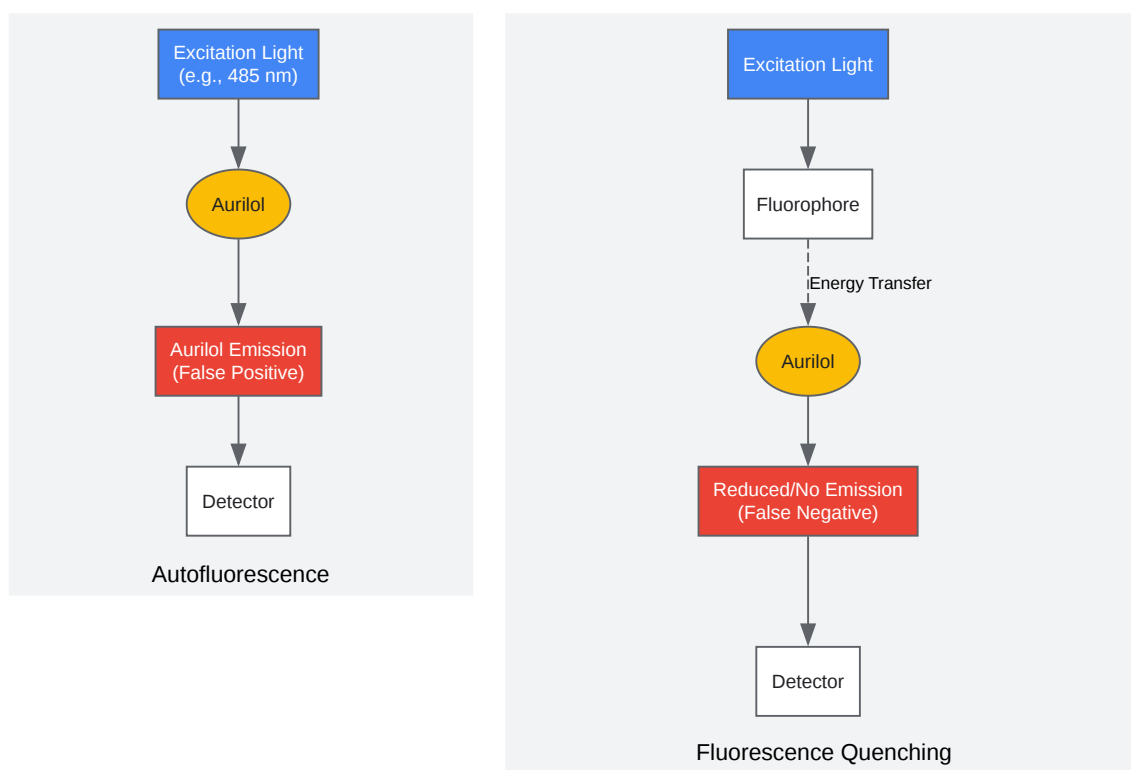 Excitation Light
(e.g., 485 nm)
Aurilol
Aurilol Emission
(False Positive)
Detector
Autofluorescence
Excitation Light
Fluorophore
Energy Transfer
Aurilol
Reduced/No Emission
(False Negative)
Detector
Fluorescence Quenching